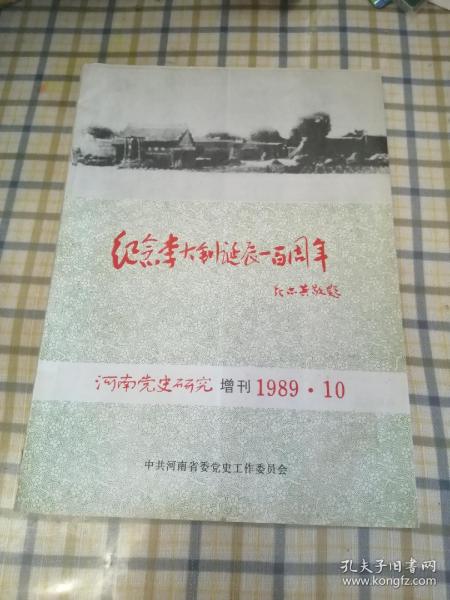 纪念李大钊诞辰一百周年
敬题
河南党史研究 增刊 1989·10
中共河南省委党史工作委员会
孔夫子旧书网
www.kongfz.com